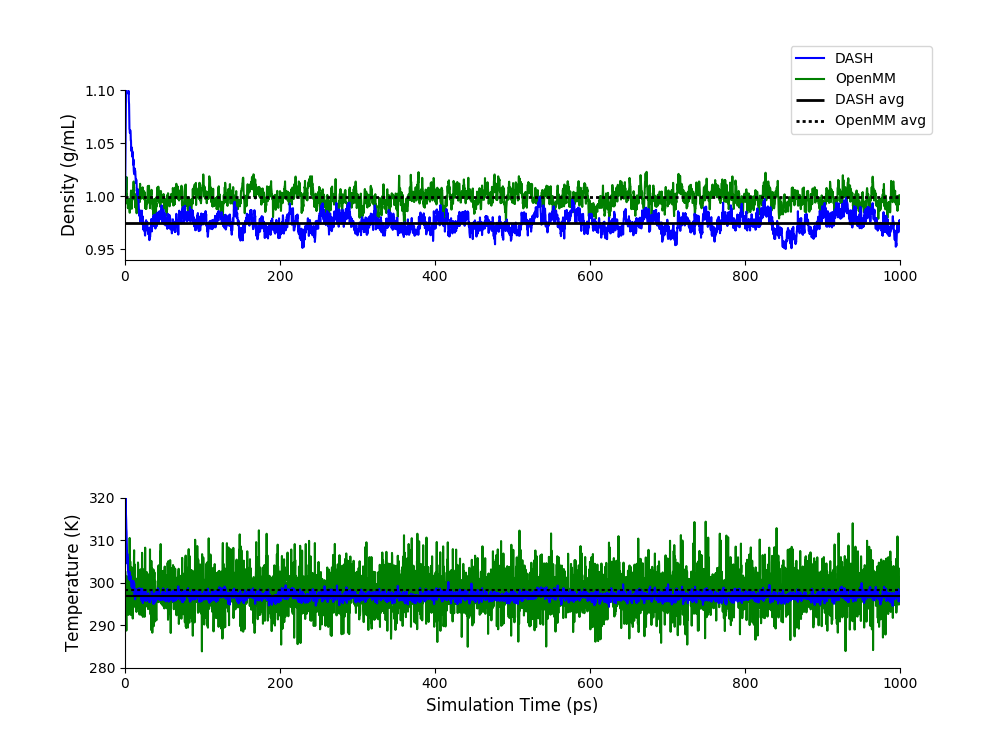 DASH
OpenMM
DASH avg
OpenMM avg
Density (g/mL)
1.10
1.05
1.00
0.95
0 200 400 600 800 1000
Temperature (K)
320
310
300
290
280
0 200 400 600 800 1000
Simulation Time (ps)